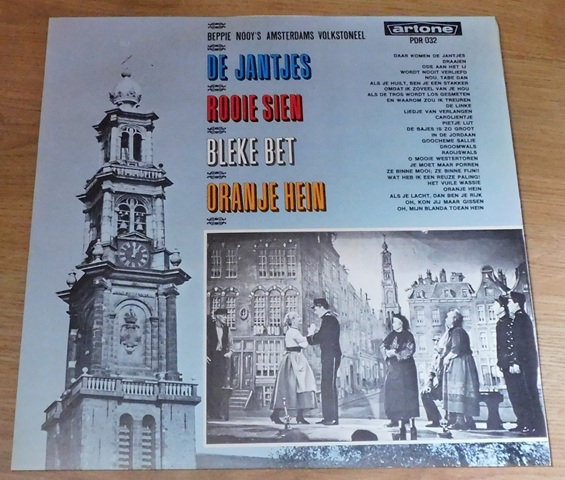 BEPPIE NOOY'S AMSTERDAMS VOLKSTONEEL
DE JANTJES
ROOIE SIEN
BLEKE BET
ORANJE HEIN
artone
PDR 032
DAAR KOMEN DE JANTJES
DRAAIEN
ODE AAN HET IJ
WORDT NOOIT VERLIEFD
NOU, TABE DAN
ALS JE HUILT, BEN JE EEN STAKKER
OMDAT IK ZOVEEL VAN JE HOU
ALS DE TROS WORDT LOS GESMETEN
EN WAAROM ZOU IK TREUREN
DE LINKE
LIEDJE VAN VERLANGEN
CAROLIENTJE
PIETJE LUT
DE BAJES IS ZO GROOT
IN DE JORDAAN
GOOCHEME SALLIE
DROOMWALS
RADIJSWALS
O MOOIE WESTERTOREN
JE MOET MAAR PORREN
ZE BINNE MOOI, ZE BINNE FIJN!!
WAT HEB IK EEN REUZE PALING!
HET VUILE WASSIE
ORANJE HEIN
ALS JE LACHT, DAN BEN JE RIJK
OH, KON JIJ MAAR GISSEN
OH, MIJN BLANDA TOEAN HEIN